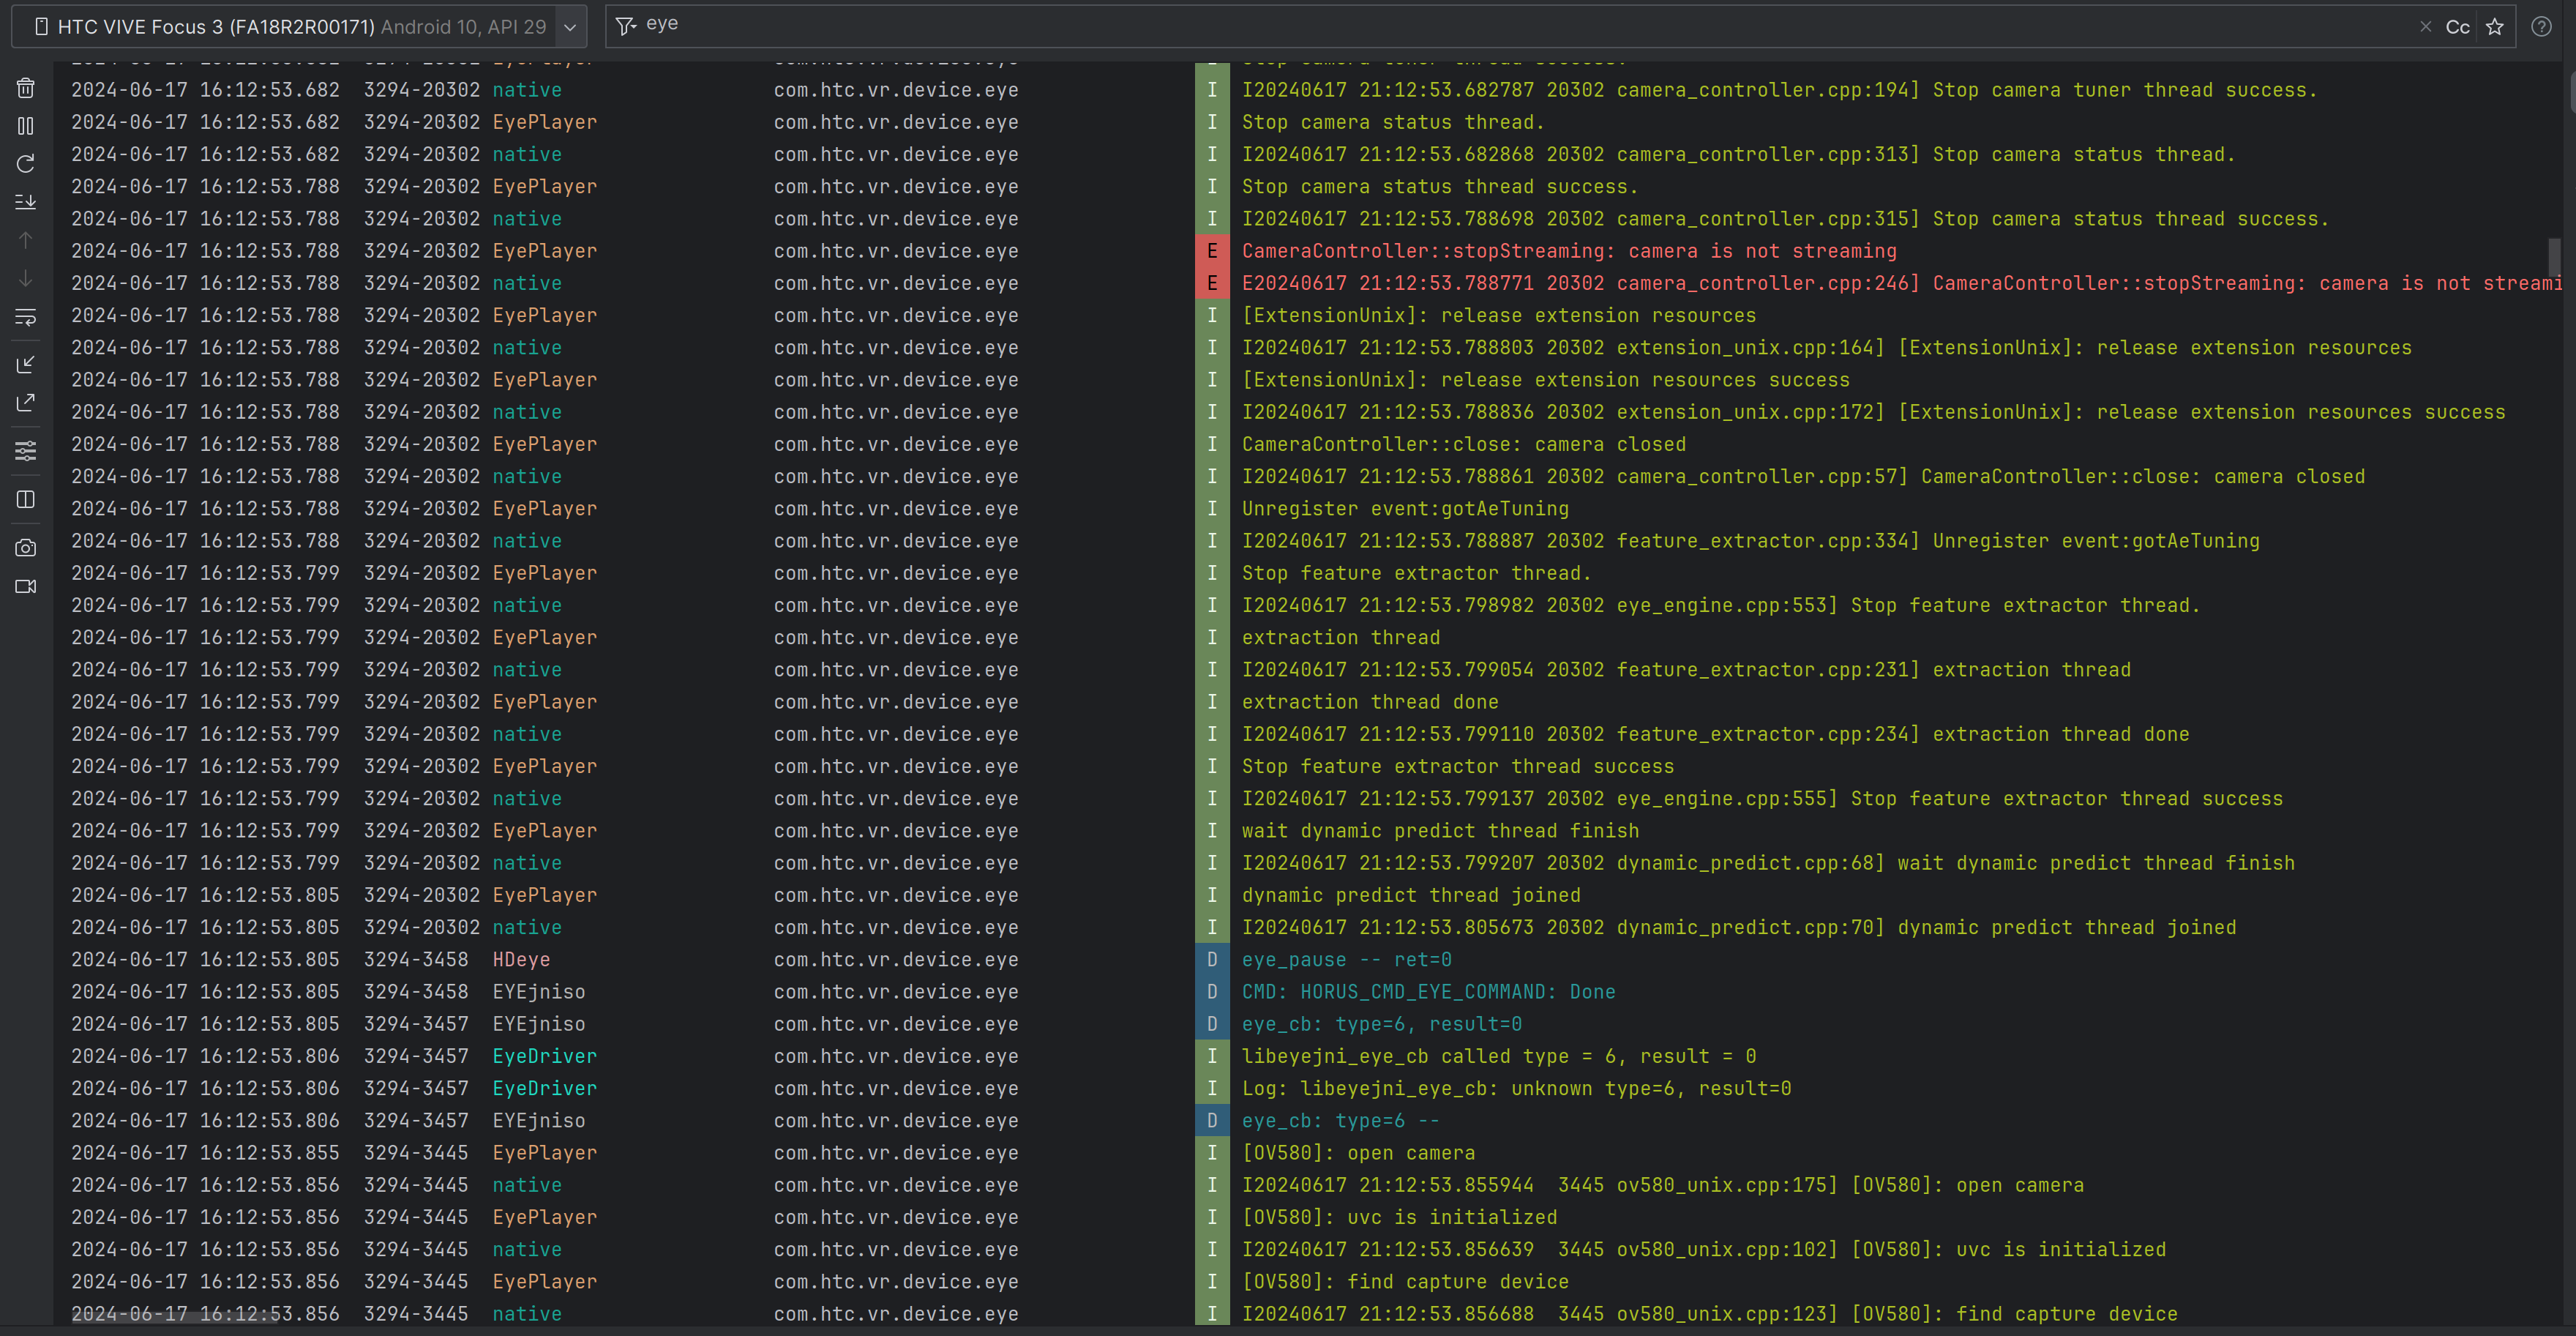 HTC VIVE Focus 3 (FA18R2R00171) Android 10, API 29 eye Cc
2024-06-17 16:12:53.682 3294-20302 native com.htc.vr.device.eye I I20240617 21:12:53.682787 20302 camera_controller.cpp:194] Stop camera tuner thread success.
2024-06-17 16:12:53.682 3294-20302 EyePlayer com.htc.vr.device.eye I Stop camera status thread.
2024-06-17 16:12:53.682 3294-20302 native com.htc.vr.device.eye I I20240617 21:12:53.682868 20302 camera_controller.cpp:313] Stop camera status thread.
2024-06-17 16:12:53.788 3294-20302 EyePlayer com.htc.vr.device.eye I Stop camera status thread success.
2024-06-17 16:12:53.788 3294-20302 native com.htc.vr.device.eye I I20240617 21:12:53.788698 20302 camera_controller.cpp:315] Stop camera status thread success.
2024-06-17 16:12:53.788 3294-20302 EyePlayer com.htc.vr.device.eye E CameraController::stopStreaming: camera is not streaming
2024-06-17 16:12:53.788 3294-20302 native com.htc.vr.device.eye E E20240617 21:12:53.788771 20302 camera_controller.cpp:246] CameraController::stopStreaming: camera is not streami
2024-06-17 16:12:53.788 3294-20302 EyePlayer com.htc.vr.device.eye I [ExtensionUnix]: release extension resources
2024-06-17 16:12:53.788 3294-20302 native com.htc.vr.device.eye I I20240617 21:12:53.788803 20302 extension_unix.cpp:164] [ExtensionUnix]: release extension resources
2024-06-17 16:12:53.788 3294-20302 EyePlayer com.htc.vr.device.eye I [ExtensionUnix]: release extension resources success
2024-06-17 16:12:53.788 3294-20302 native com.htc.vr.device.eye I I20240617 21:12:53.788836 20302 extension_unix.cpp:172] [ExtensionUnix]: release extension resources success
2024-06-17 16:12:53.788 3294-20302 EyePlayer com.htc.vr.device.eye I CameraController::close: camera closed
2024-06-17 16:12:53.788 3294-20302 native com.htc.vr.device.eye I I20240617 21:12:53.788861 20302 camera_controller.cpp:57] CameraController::close: camera closed
2024-06-17 16:12:53.788 3294-20302 EyePlayer com.htc.vr.device.eye I Unregister event:gotAeTuning
2024-06-17 16:12:53.788 3294-20302 native com.htc.vr.device.eye I I20240617 21:12:53.788887 20302 feature_extractor.cpp:334] Unregister event:gotAeTuning
2024-06-17 16:12:53.799 3294-20302 EyePlayer com.htc.vr.device.eye I Stop feature extractor thread.
2024-06-17 16:12:53.799 3294-20302 native com.htc.vr.device.eye I I20240617 21:12:53.798982 20302 eye_engine.cpp:553] Stop feature extractor thread.
2024-06-17 16:12:53.799 3294-20302 EyePlayer com.htc.vr.device.eye I extraction thread
2024-06-17 16:12:53.799 3294-20302 native com.htc.vr.device.eye I I20240617 21:12:53.799054 20302 feature_extractor.cpp:231] extraction thread
2024-06-17 16:12:53.799 3294-20302 EyePlayer com.htc.vr.device.eye I extraction thread done
2024-06-17 16:12:53.799 3294-20302 native com.htc.vr.device.eye I I20240617 21:12:53.799110 20302 feature_extractor.cpp:234] extraction thread done
2024-06-17 16:12:53.799 3294-20302 EyePlayer com.htc.vr.device.eye I Stop feature extractor thread success
2024-06-17 16:12:53.799 3294-20302 native com.htc.vr.device.eye I I20240617 21:12:53.799137 20302 eye_engine.cpp:555] Stop feature extractor thread success
2024-06-17 16:12:53.799 3294-20302 EyePlayer com.htc.vr.device.eye I wait dynamic predict thread finish
2024-06-17 16:12:53.799 3294-20302 native com.htc.vr.device.eye I I20240617 21:12:53.799207 20302 dynamic_predict.cpp:68] wait dynamic predict thread finish
2024-06-17 16:12:53.805 3294-20302 EyePlayer com.htc.vr.device.eye I dynamic predict thread joined
2024-06-17 16:12:53.805 3294-20302 native com.htc.vr.device.eye I I20240617 21:12:53.805673 20302 dynamic_predict.cpp:70] dynamic predict thread joined
2024-06-17 16:12:53.805 3294-3458 HDeye com.htc.vr.device.eye D eye_pause -- ret=0
2024-06-17 16:12:53.805 3294-3458 EYEjniso com.htc.vr.device.eye D CMD: HORUS_CMD_EYE_COMMAND: Done
2024-06-17 16:12:53.805 3294-3457 EYEjniso com.htc.vr.device.eye D eye_cb: type=6, result=0
2024-06-17 16:12:53.806 3294-3457 EyeDriver com.htc.vr.device.eye I libeyejni_eye_cb called type = 6, result = 0
2024-06-17 16:12:53.806 3294-3457 EyeDriver com.htc.vr.device.eye I Log: libeyejni_eye_cb: unknown type=6, result=0
2024-06-17 16:12:53.806 3294-3457 EYEjniso com.htc.vr.device.eye D eye_cb: type=6 --
2024-06-17 16:12:53.855 3294-3445 EyePlayer com.htc.vr.device.eye I [OV580]: open camera
2024-06-17 16:12:53.856 3294-3445 native com.htc.vr.device.eye I I20240617 21:12:53.855944 3445 ov580_unix.cpp:175] [OV580]: open camera
2024-06-17 16:12:53.856 3294-3445 EyePlayer com.htc.vr.device.eye I [OV580]: uvc is initialized
2024-06-17 16:12:53.856 3294-3445 native com.htc.vr.device.eye I I20240617 21:12:53.856639 3445 ov580_unix.cpp:102] [OV580]: uvc is initialized
2024-06-17 16:12:53.856 3294-3445 EyePlayer com.htc.vr.device.eye I [OV580]: find capture device
2024-06-17 16:12:53.856 3294-3445 native com.htc.vr.device.eye I I20240617 21:12:53.856688 3445 ov580_unix.cpp:123] [OV580]: find capture device